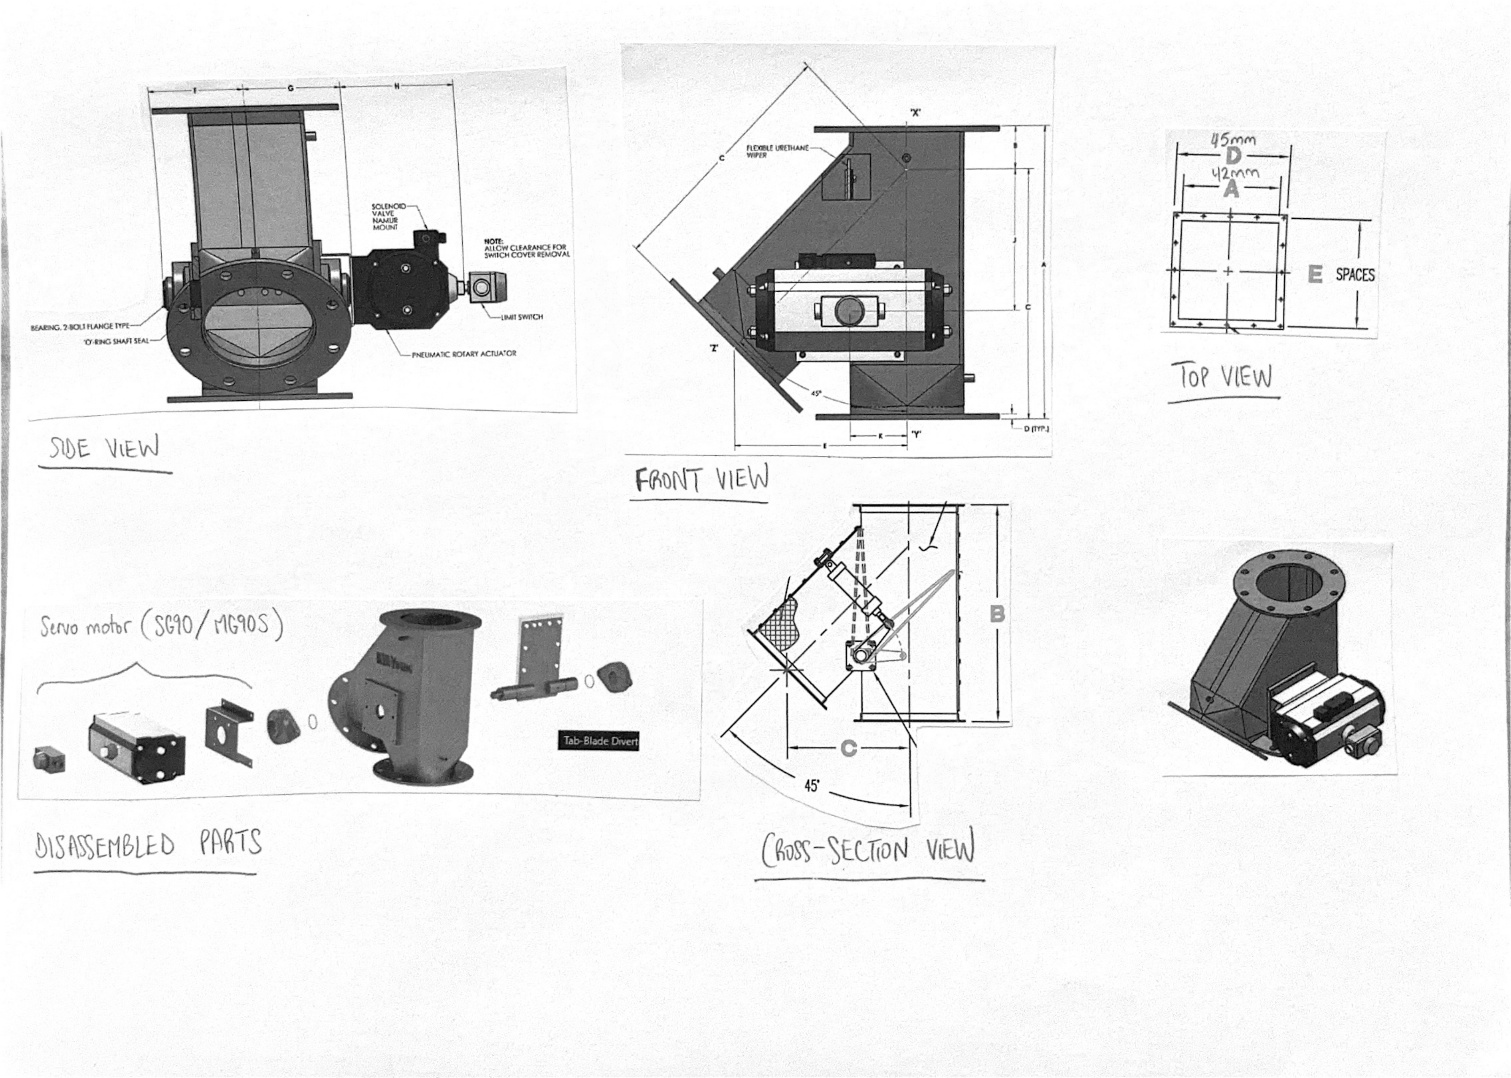 I
G
H
SOLENOID
VALVE
NAMUR
MOUNT
NOTE:
ALLOW CLEARANCE FOR
SWITCH COVER REMOVAL
LIMIT SWITCH
BEARING, 2-BOLT FLANGE TYPE
'O'-RING SHAFT SEAL
PNEUMATIC ROTARY ACTUATOR
SIDE VIEW
"X"
FLEXIBLE URETHANE
WIPER
C
B
J
A
C
"Z"
45°
K
"Y"
D (TYP.)
E
FRONT VIEW
45mm
D
42mm
A
E SPACES
TOP VIEW
Servo motor (SG90/MG90S)
Tab-Blade Divert
DISASSEMBLED PARTS
B
C
45°
CROSS-SECTION VIEW